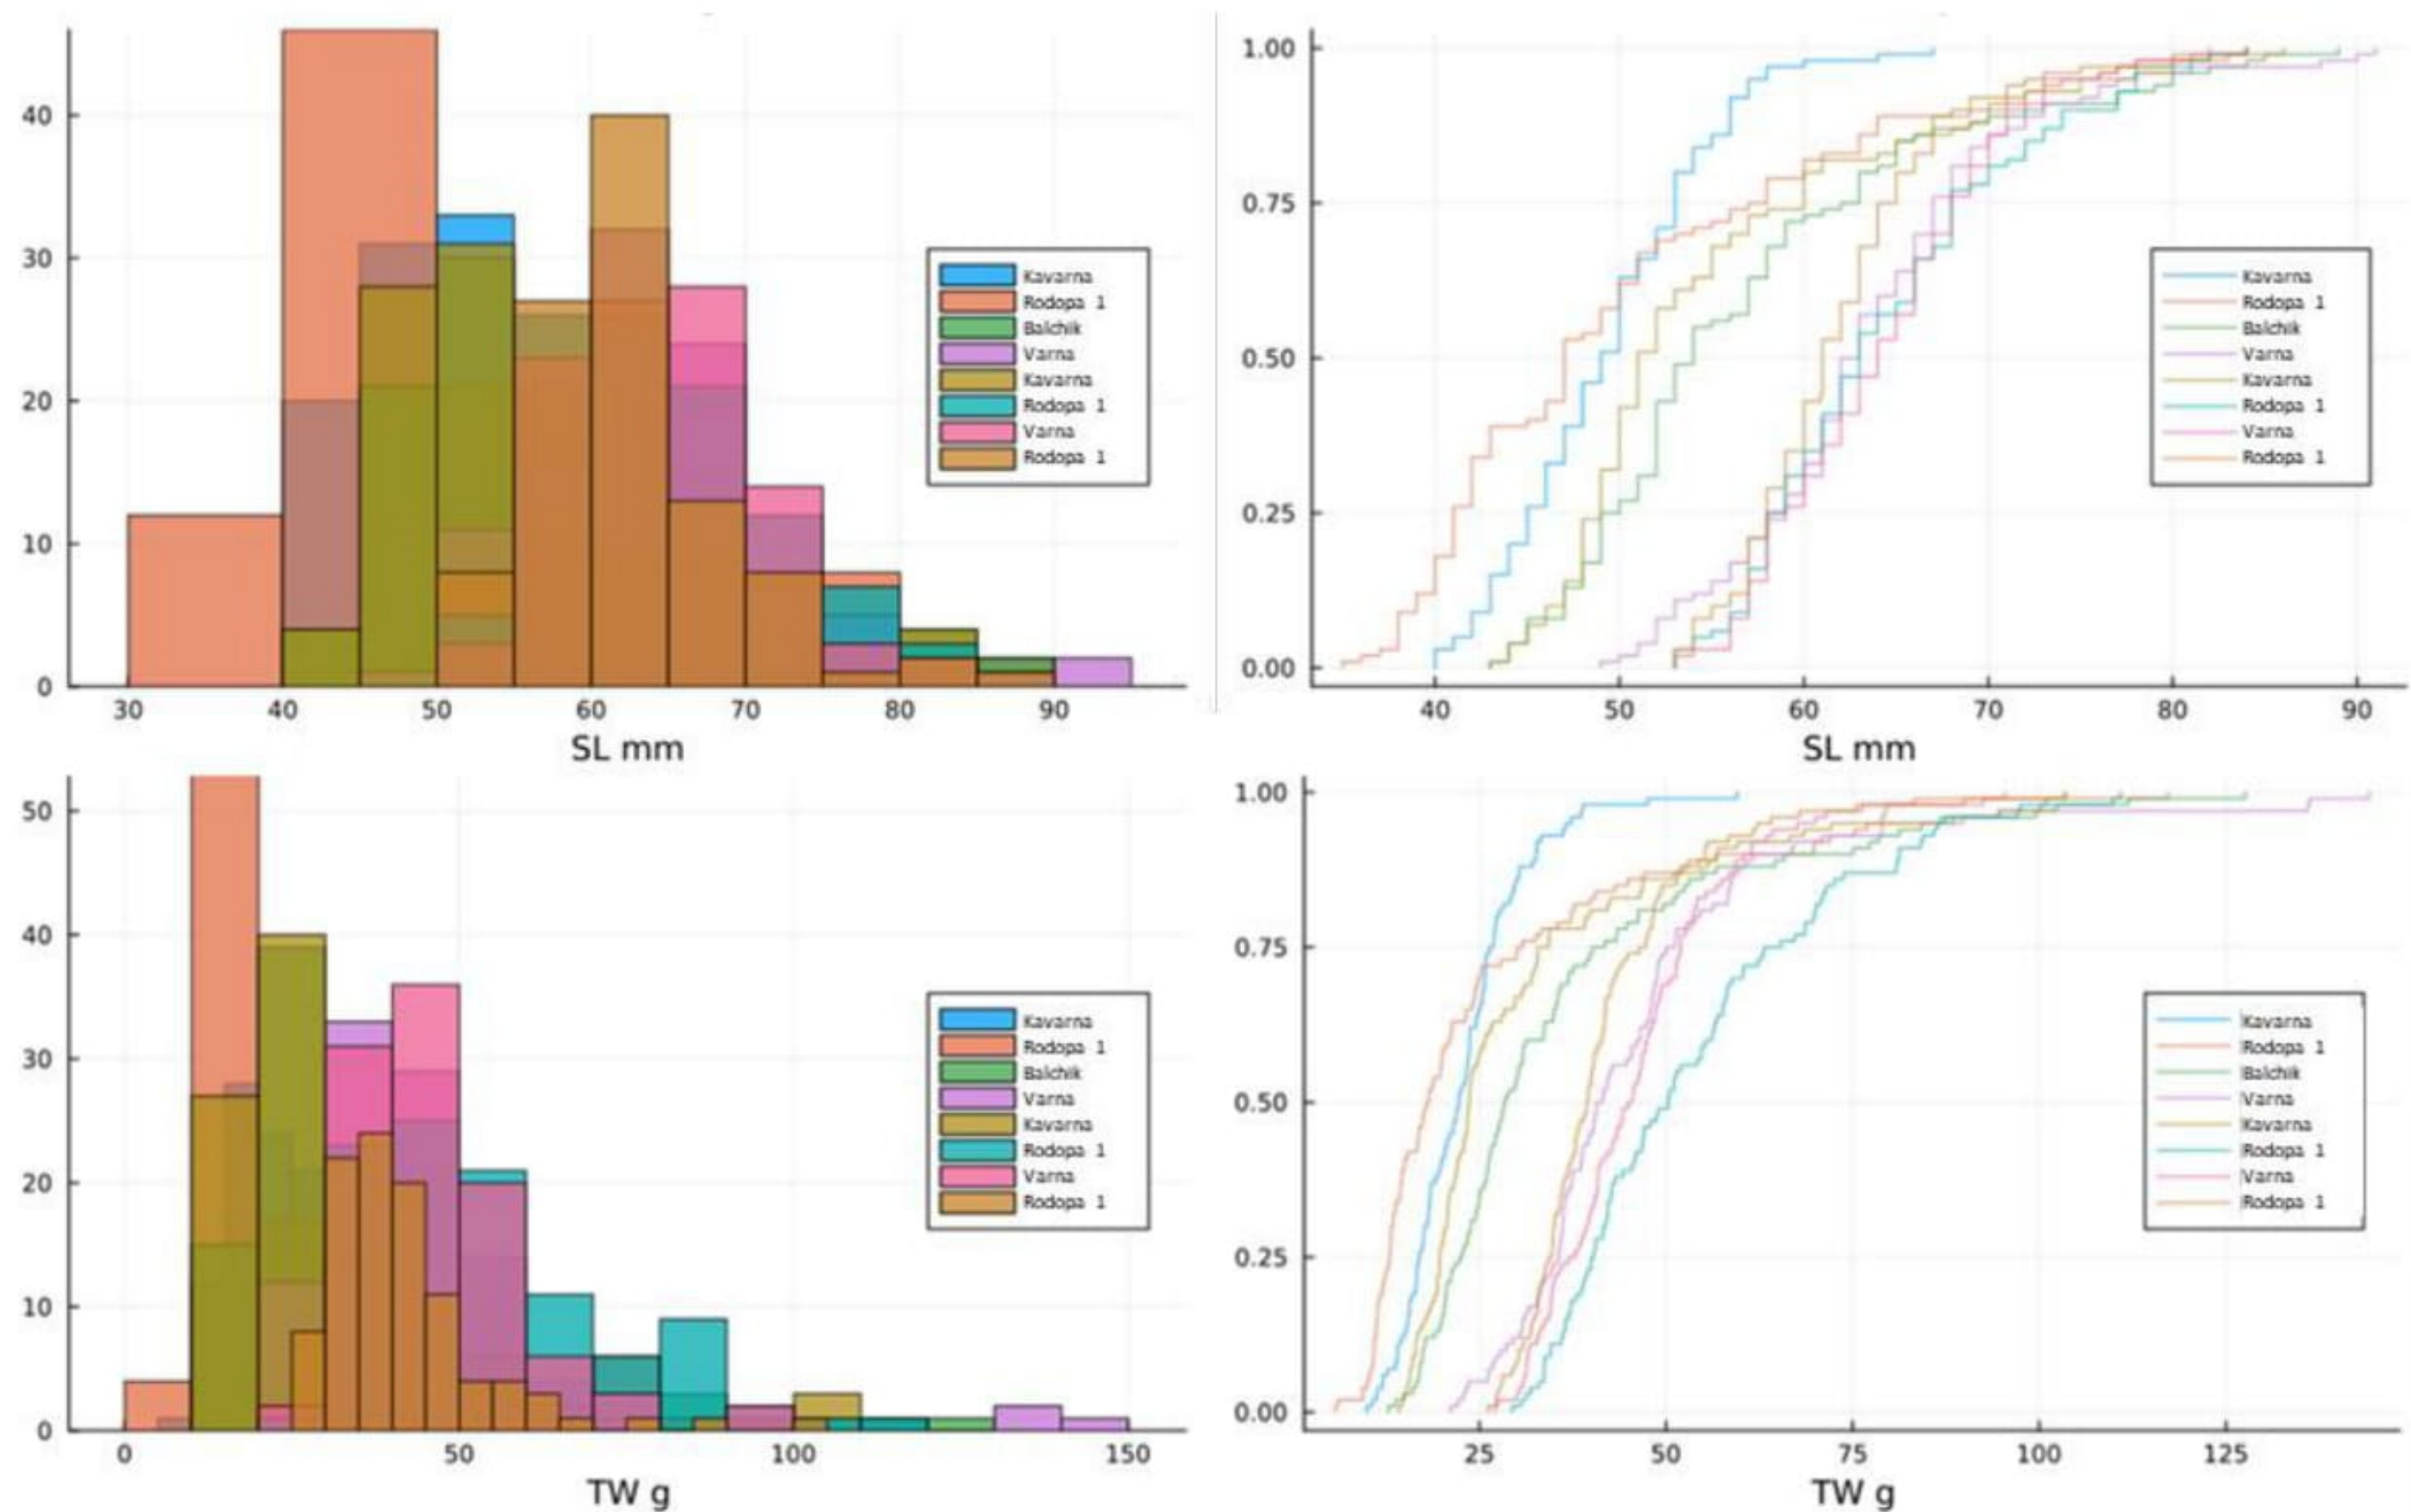 40
30
20
10
0
30 40 50 60 70 80 90
SL mm
Kavarna
Rodopa 1
Balchik
Varna
Kavarna
Rodopa 1
Varna
Rodopa 1
1.00
0.75
0.50
0.25
0.00
40 50 60 70 80 90
SL mm
Kavarna
Rodopa 1
Balchik
Varna
Kavarna
Rodopa 1
Varna
Rodopa 1
50
40
30
20
10
0
0 50 100 150
TW g
Kavarna
Rodopa 1
Balchik
Varna
Kavarna
Rodopa 1
Varna
Rodopa 1
1.00
0.75
0.50
0.25
0.00
25 50 75 100 125
TW g
Kavarna
Rodopa 1
Balchik
Varna
Kavarna
Rodopa 1
Varna
Rodopa 1